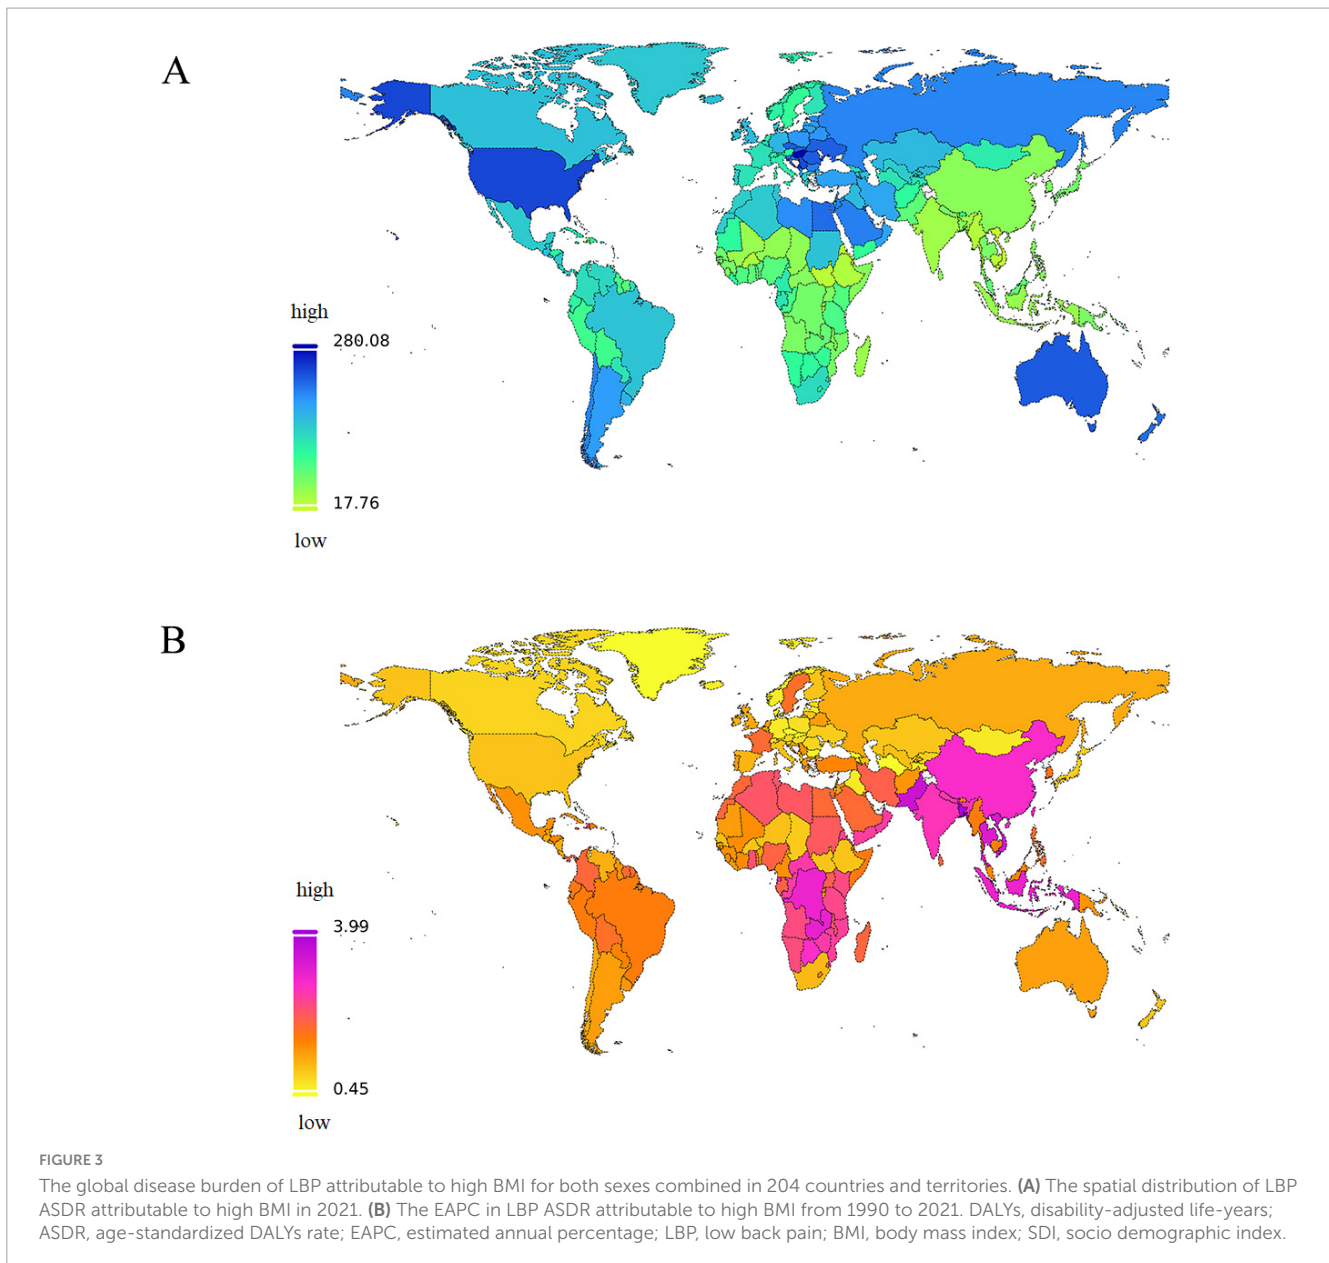 A
high
280.08
17.76
low
B
high
3.99
0.45
low
FIGURE 3
The global disease burden of LBP attributable to high BMI for both sexes combined in 204 countries and territories. (A) The spatial distribution of LBP
ASDR attributable to high BMI in 2021. (B) The EAPC in LBP ASDR attributable to high BMI from 1990 to 2021. DALYs, disability-adjusted life-years;
ASDR, age-standardized DALYs rate; EAPC, estimated annual percentage; LBP, low back pain; BMI, body mass index; SDI, socio demographic index.